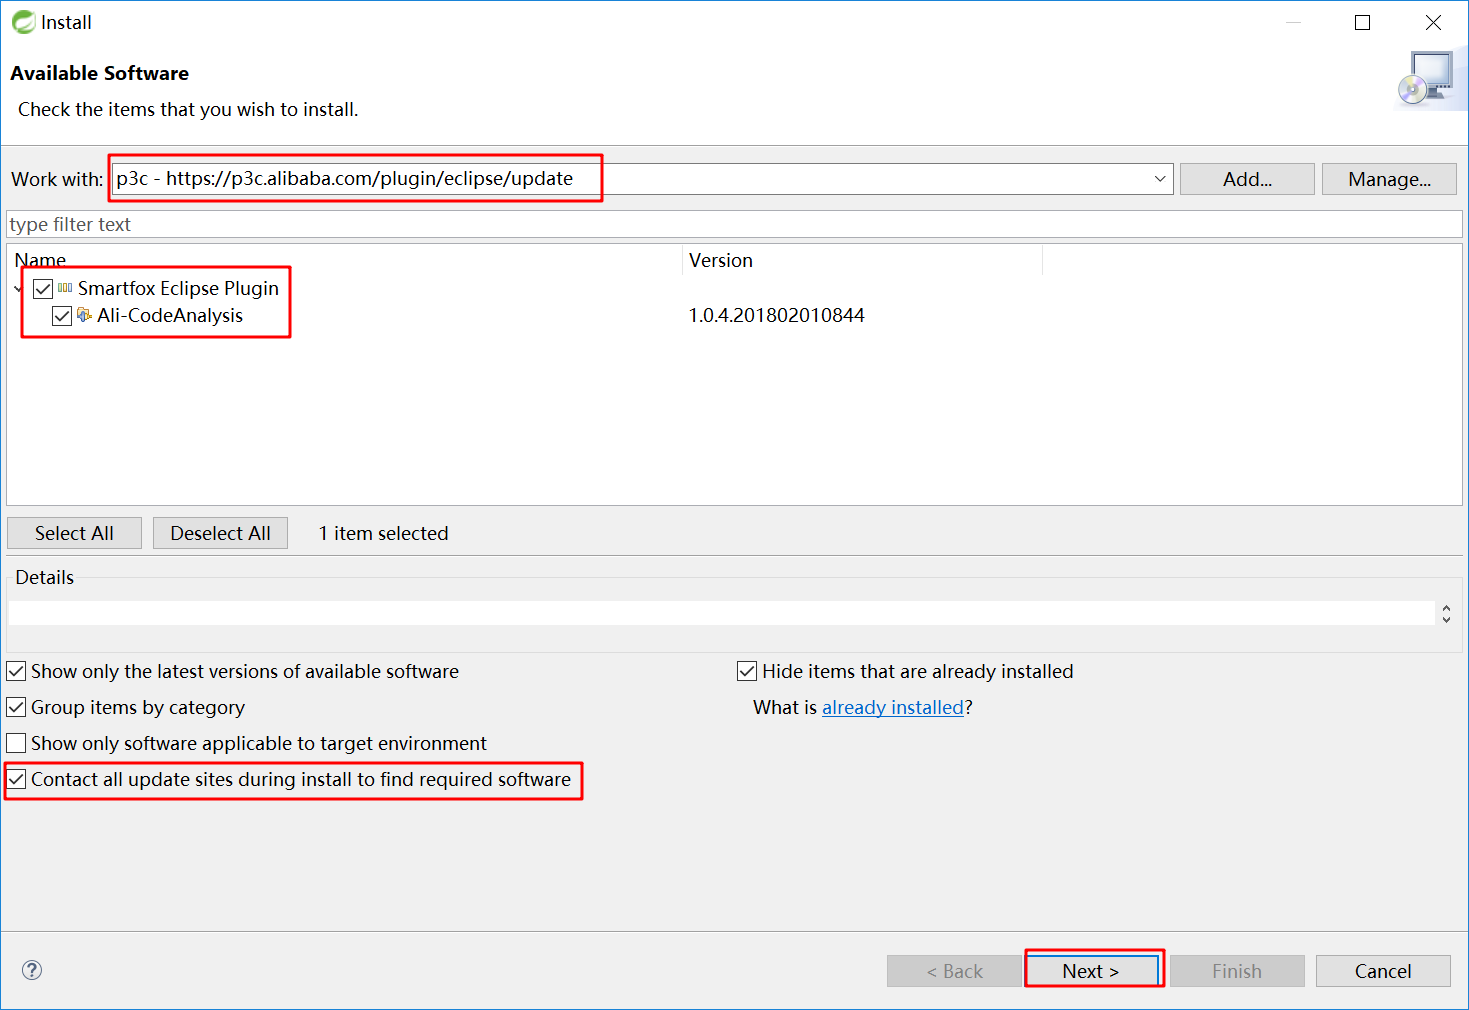 Install
Available Software
Check the items that you wish to install.
Work with: p3c - https://p3c.alibaba.com/plugin/eclipse/update Add... Manage...
type filter text
Name Version
Smartfox Eclipse Plugin
Ali-CodeAnalysis 1.0.4.201802010844
Select All Deselect All 1 item selected
Details
Show only the latest versions of available software Hide items that are already installed
Group items by category What is already installed?
Show only software applicable to target environment
Contact all update sites during install to find required software
? < Back Next > Finish Cancel